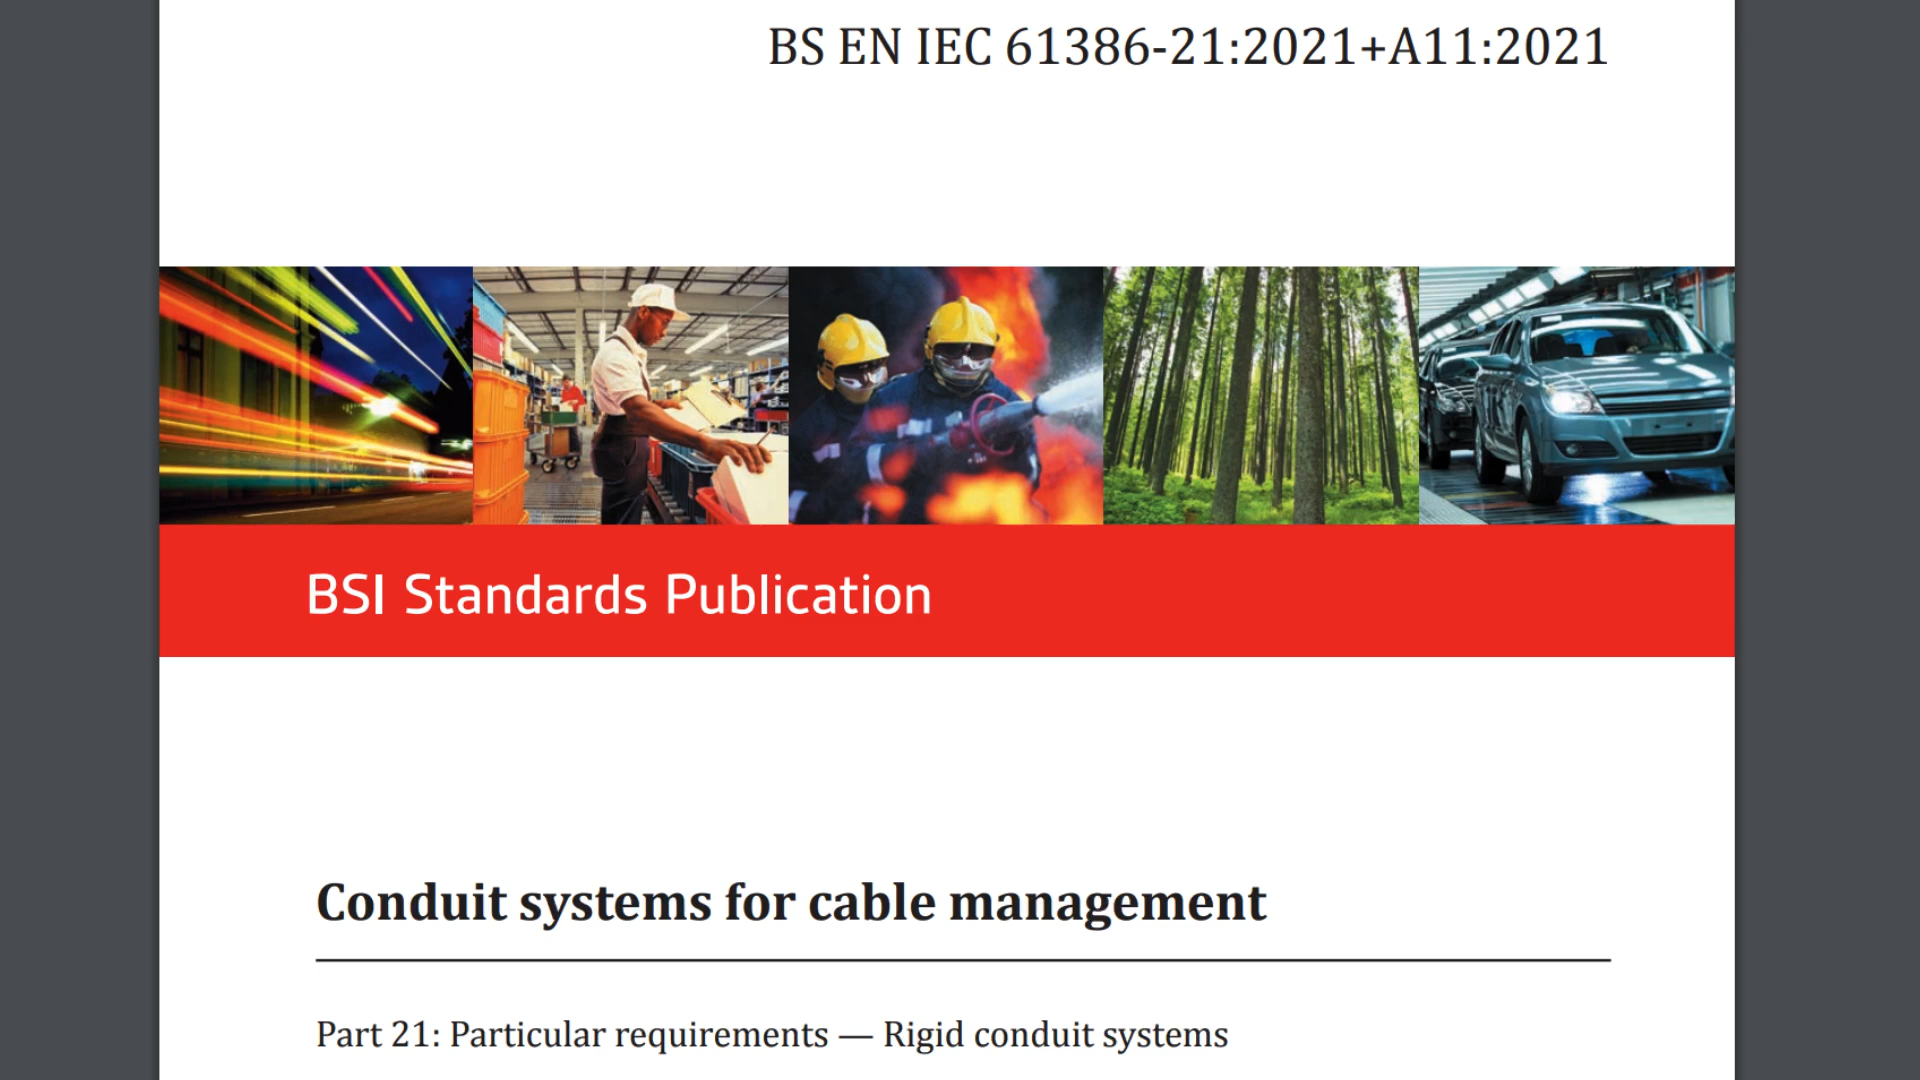 BS EN IEC 61386-21:2021+A11:2021
BSI Standards Publication
Conduit systems for cable management
Part 21: Particular requirements — Rigid conduit systems